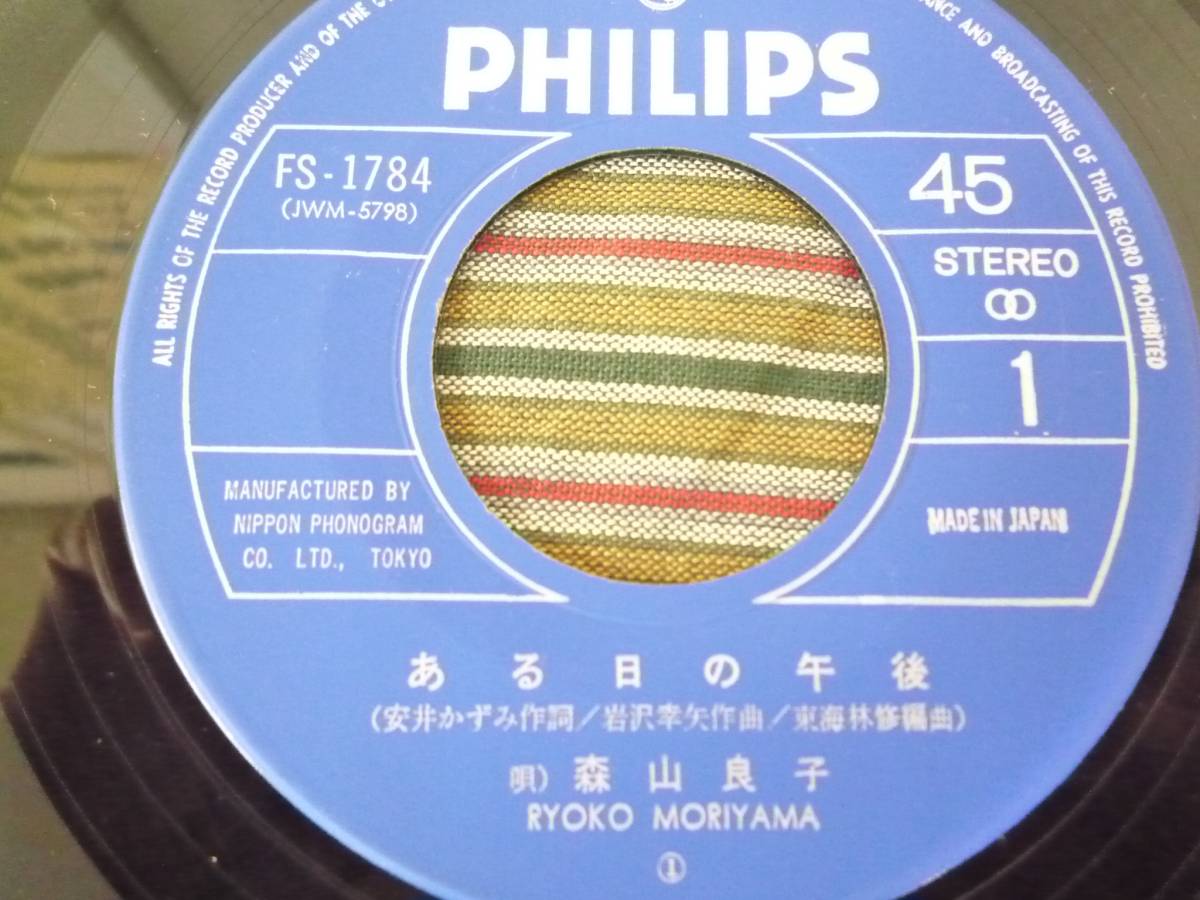 PHILIPS
ALL RIGHTS OF THE RECORD PRODUCER AND OF THE
AND BROADCASTING OF THIS RECORD PROHIBITED
FS-1784
(JWM-5798)
45
STEREO
1
MANUFACTURED BY
NIPPON PHONOGRAM
CO. LTD., TOKYO
MADE IN JAPAN
ある日の午後
(安井かずみ作詞/岩沢幸矢作曲/東海林修編曲)
唄) 森山良子
RYOKO MORIYAMA
①